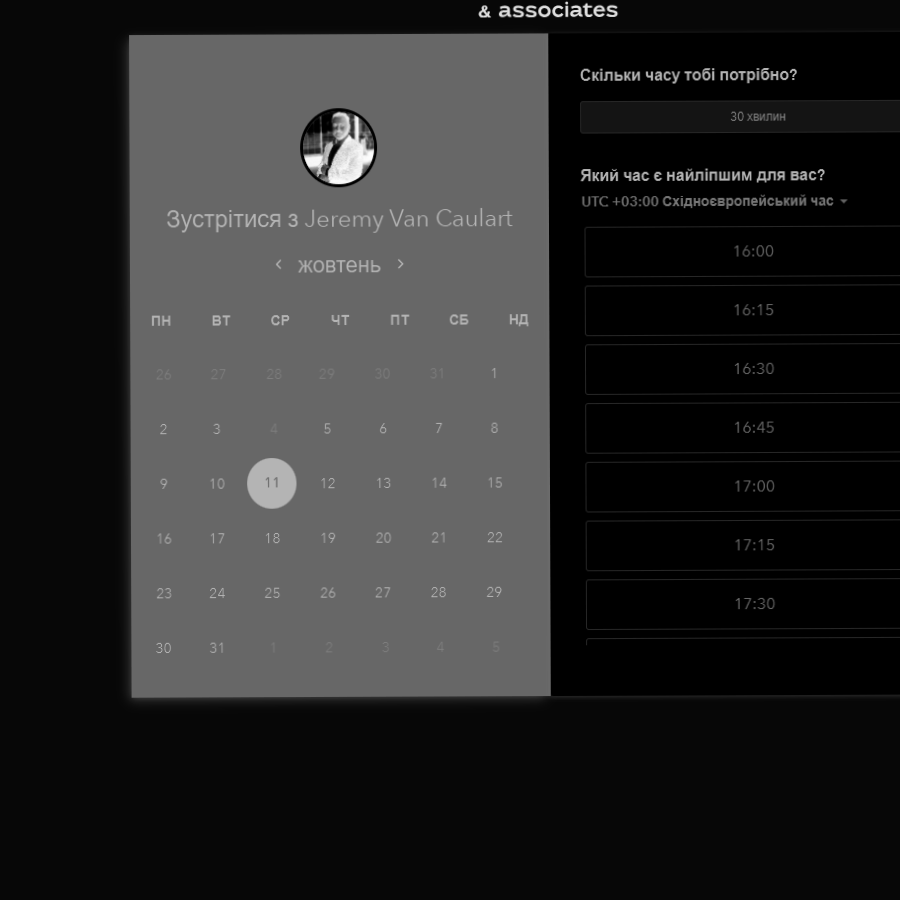 & associates
Зустрітися з Jeremy Van Caulart
жовтень
ПН ВТ СР ЧТ ПТ СБ НД
26 27 28 29 30 31 1
2 3 4 5 6 7 8
9 10 11 12 13 14 15
16 17 18 19 20 21 22
23 24 25 26 27 28 29
30 31 1 2 3 4 5
Скільки часу тобі потрібно?
30 хвилин
Який час є найліпшим для вас?
UTC +03:00 Східноєвропейський час
16:00
16:15
16:30
16:45
17:00
17:15
17:30